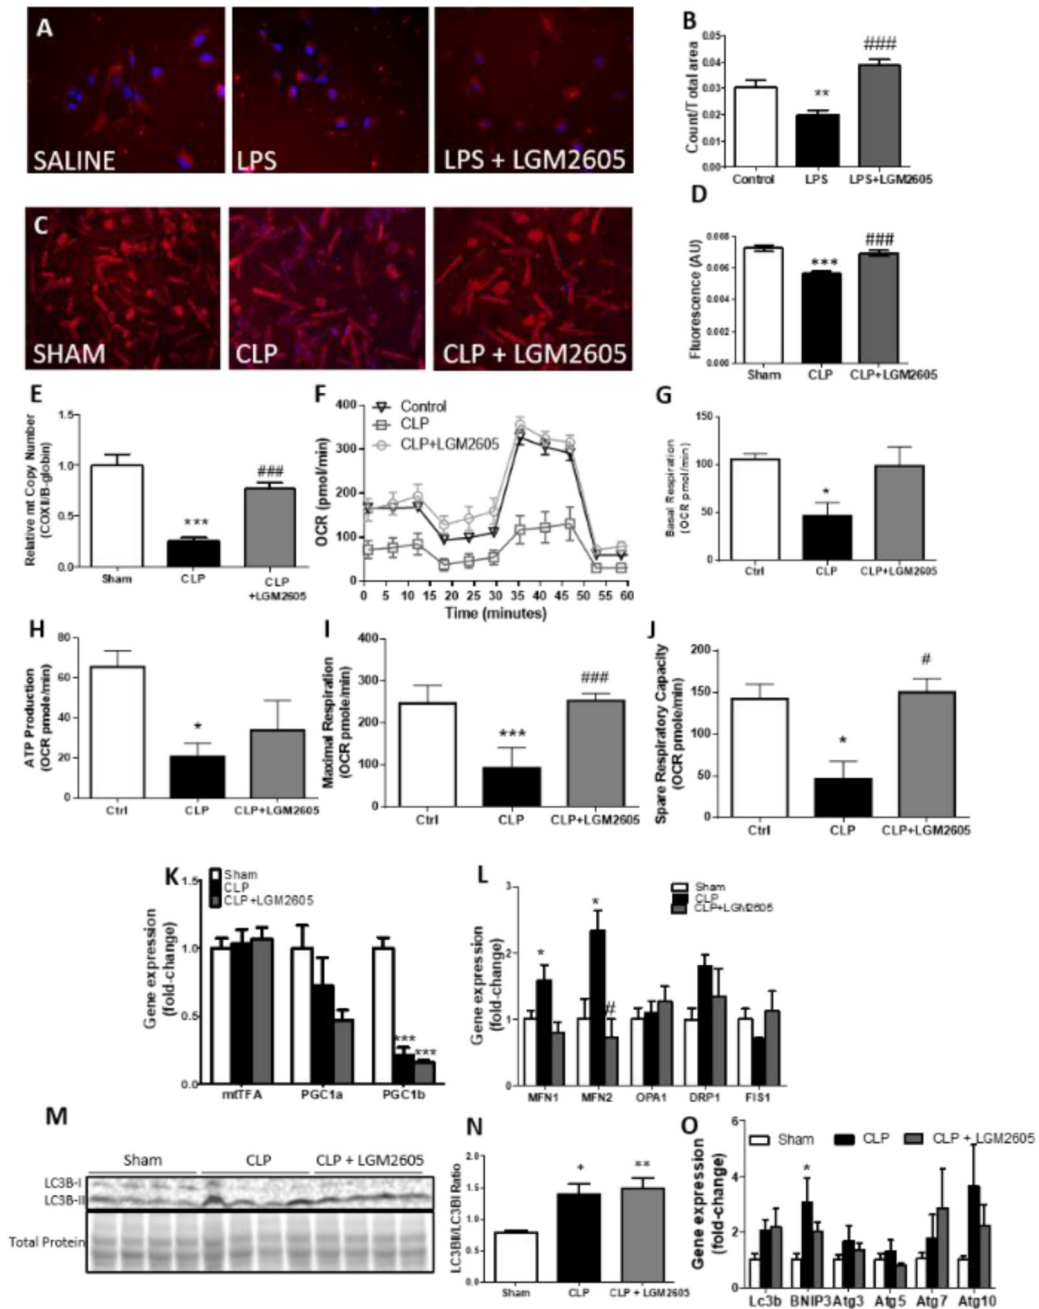 A
SALINE
LPS
LPS + LGM2605
B
Count/Total area
0.05
0.04
0.03
0.02
0.01
0.00
**
###
Control
LPS
LPS+LGM2605
C
SHAM
CLP
CLP + LGM2605
D
Fluorescence (AU)
0.008
0.006
0.004
0.002
0.000
***
###
Sham
CLP
CLP+LGM2605
E
Relative mt Copy Number
(COXII/B-globin)
1.5
1.0
0.5
0.0
***
###
Sham
CLP
CLP
+LGM2605
F
OCR (pmol/min)
400
300
200
100
0
Control
CLP
CLP+LGM2605
0 5 12 18 24 30 35 41 47 53 60
Time (minutes)
G
Basal Respiration
(OCR pmol/min)
150
100
50
0
*
Ctrl
CLP
CLP+LGM2605
H
ATP Production
(OCR pmole/min)
80
60
40
20
0
*
Ctrl
CLP
CLP+LGM2605
I
Maximal Respiration
(OCR pmole/min)
400
300
200
100
0
***
###
Ctrl
CLP
CLP+LGM2605
J
Spare Respiratory Capacity
(OCR pmole/min)
200
150
100
50
0
*
#
Ctrl
CLP
CLP+LGM2605
K
Gene expression
(fold-change)
1.5
1.0
0.5
0.0
Sham
CLP
CLP+LGM2605
***
***
mtTFA
PGC1a
PGC1b
L
Gene expression
(fold-change)
3
2
1
0
Sham
CLP
CLP+LGM2605
*
*
#
MFN1
MFN2
OPA1
DRP1
FIS1
M
Sham
CLP
CLP + LGM2605
LC3B-I
LC3B-II
Total Protein
N
LC3BII/LC3BI Ratio
2.0
1.5
1.0
0.5
0.0
*
**
Sham
CLP
CLP + LGM2605
O
Gene expression
(fold-change)
6
4
2
0
Sham
CLP
CLP + LGM2605
*
Lc3b
BNIP3
Atg3
Atg5
Atg7
Atg10